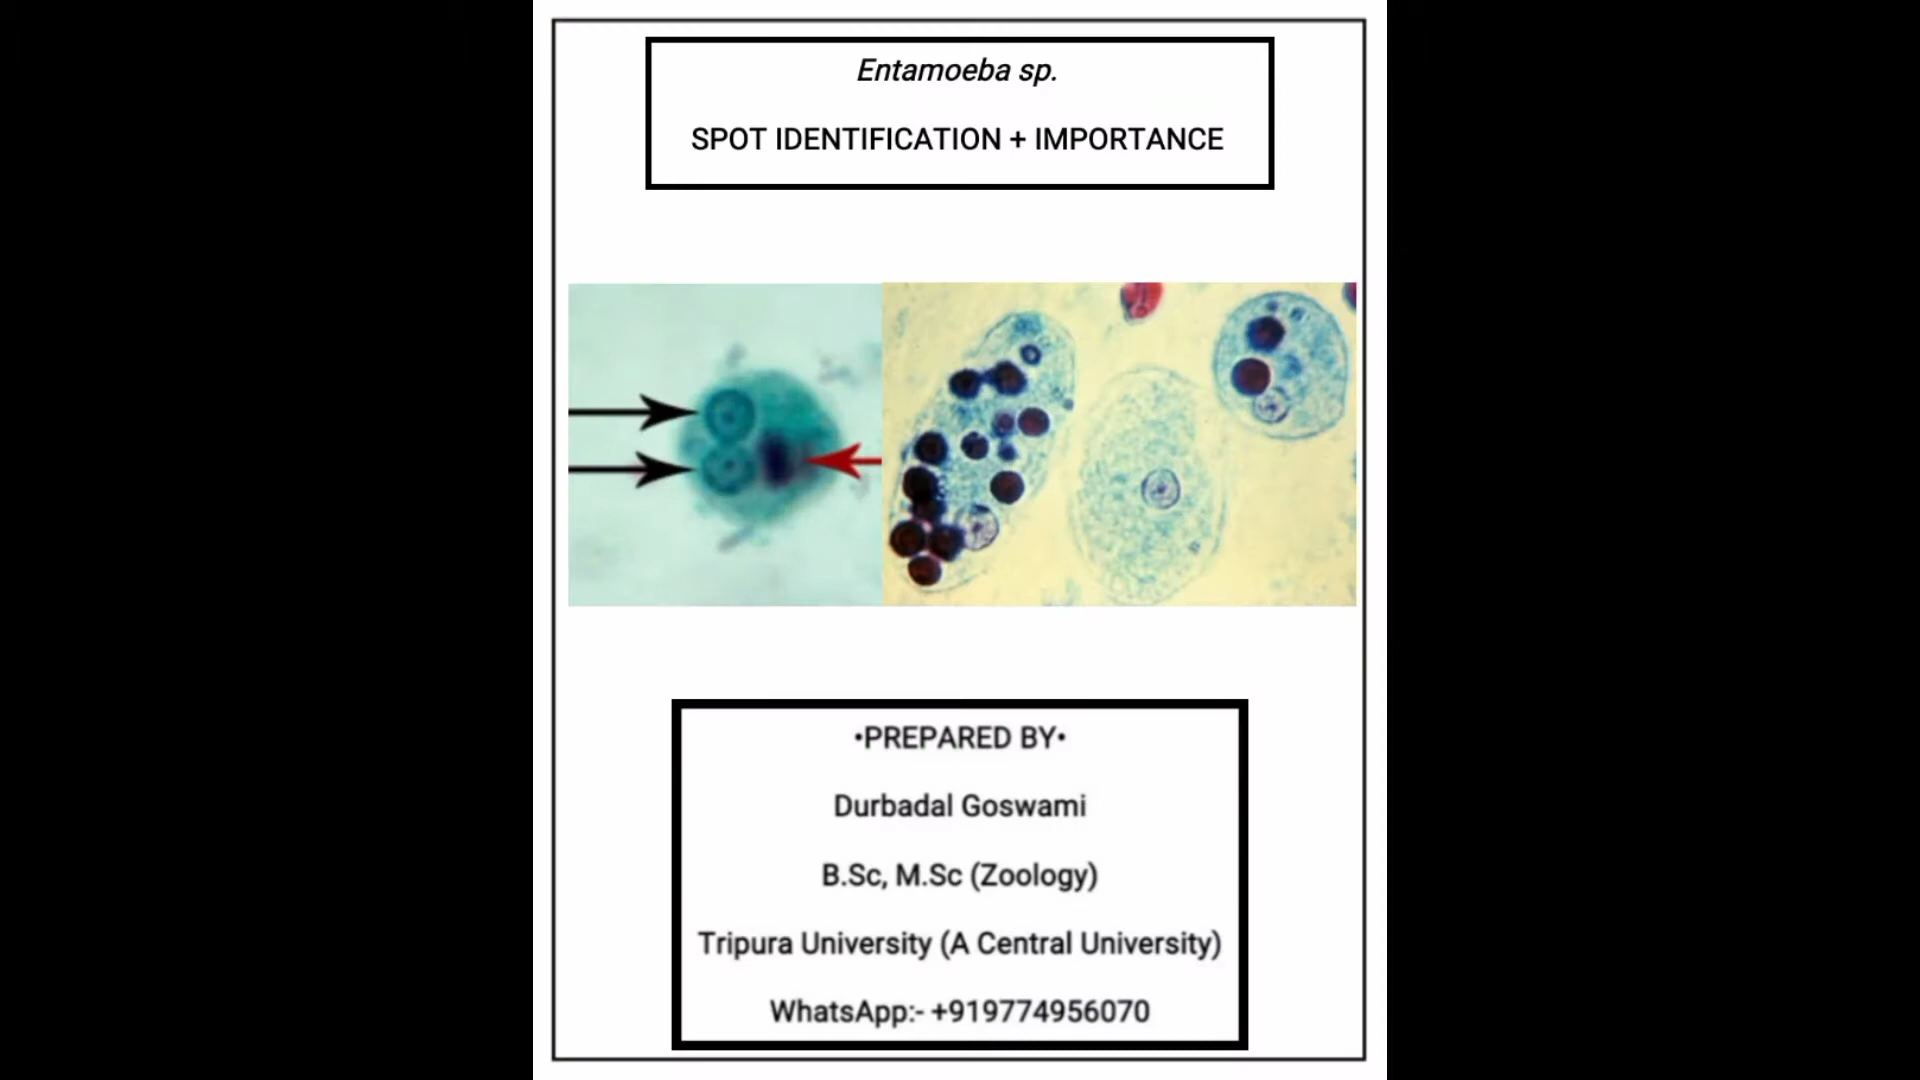 Entamoeba sp.
SPOT IDENTIFICATION + IMPORTANCE
•PREPARED BY•
Durbadal Goswami
B.Sc, M.Sc (Zoology)
Tripura University (A Central University)
WhatsApp:- +919774956070